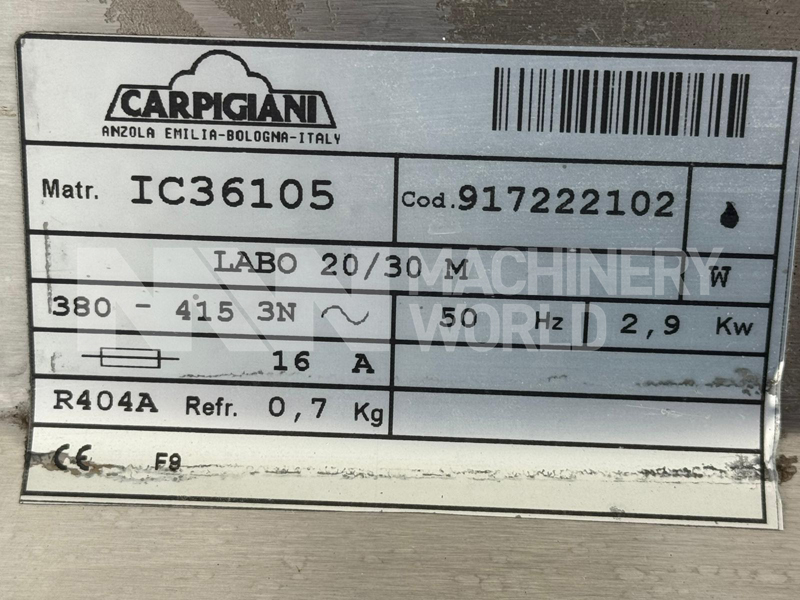 CARPIGIANI
ANZOLA EMILIA-BOLOGNA-ITALY
Matr. IC36105 Cod. 917222102
LABO 20/30 M W
380 - 415 3N 50 Hz 2,9 Kw
16 A
R404A Refr. 0,7 Kg
CE F9
MACHINERY
WORLD